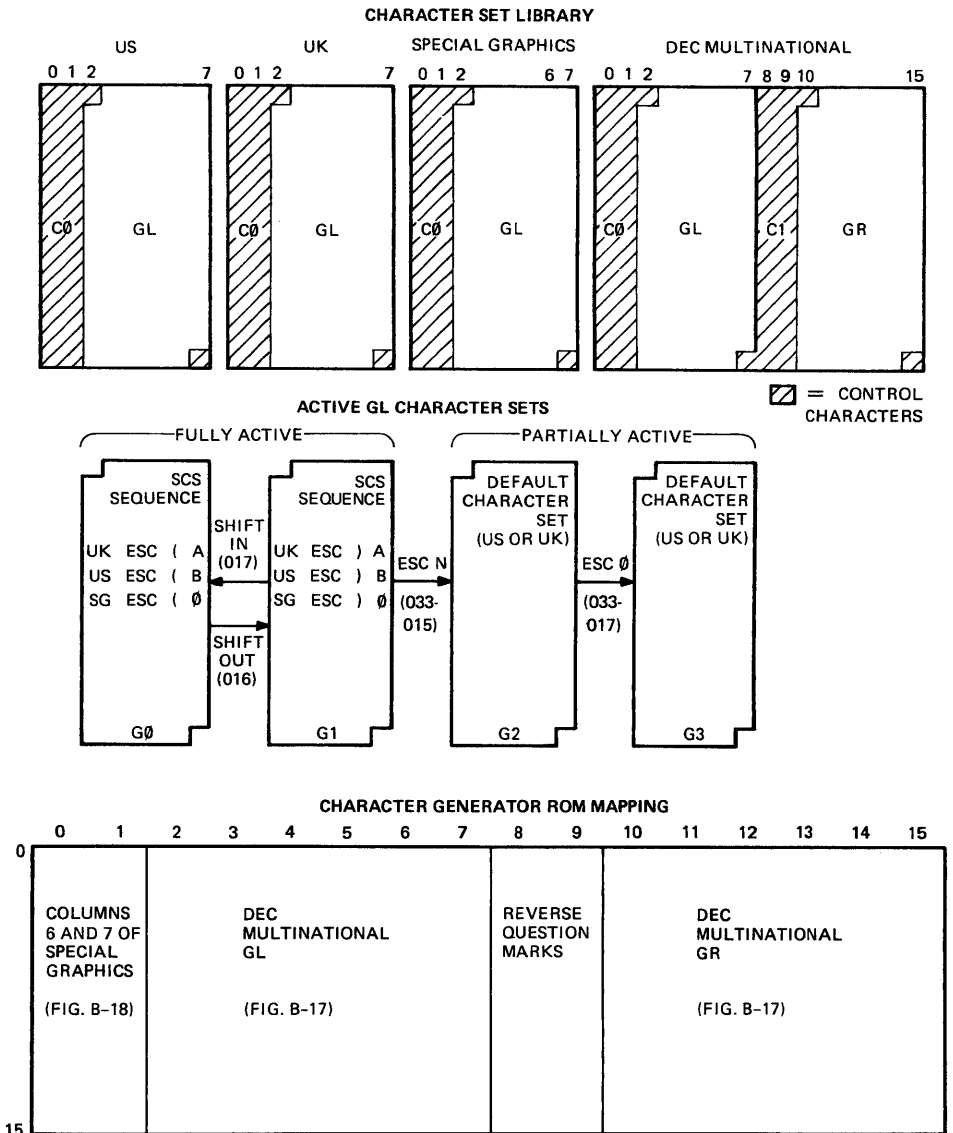 CHARACTER SET LIBRARY
US UK SPECIAL GRAPHICS DEC MULTINATIONAL
0 1 2 7 0 1 2 7 0 1 2 6 7 0 1 2 7 8 9 10 15
CØ GL CØ GL CØ GL CØ GL C1 GR
= CONTROL
CHARACTERS
ACTIVE GL CHARACTER SETS
FULLY ACTIVE PARTIALLY ACTIVE
SCS
SEQUENCE
UK ESC ( A
US ESC ( B
SG ESC ( Ø
GØ
SHIFT
IN
(017)
SHIFT
OUT
(016)
SCS
SEQUENCE
UK ESC ) A
US ESC ) B
SG ESC ) Ø
G1
ESC N
(033-
015)
DEFAULT
CHARACTER
SET
(US OR UK)
G2
ESC Ø
(033-
017)
DEFAULT
CHARACTER
SET
(US OR UK)
G3
CHARACTER GENERATOR ROM MAPPING
0 1 2 3 4 5 6 7 8 9 10 11 12 13 14 15
0
COLUMNS
6 AND 7 OF
SPECIAL
GRAPHICS
(FIG. B-18)
DEC
MULTINATIONAL
GL
(FIG. B-17)
REVERSE
QUESTION
MARKS
DEC
MULTINATIONAL
GR
(FIG. B-17)
15